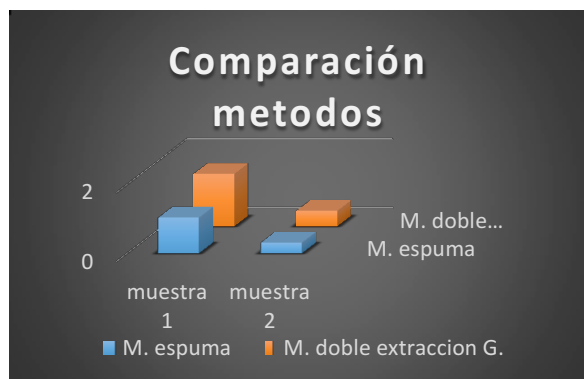 Comparación
metodos
2
0
M. doble...
M. espuma
muestra
1
muestra
2
M. espuma
M. doble extraccion G.